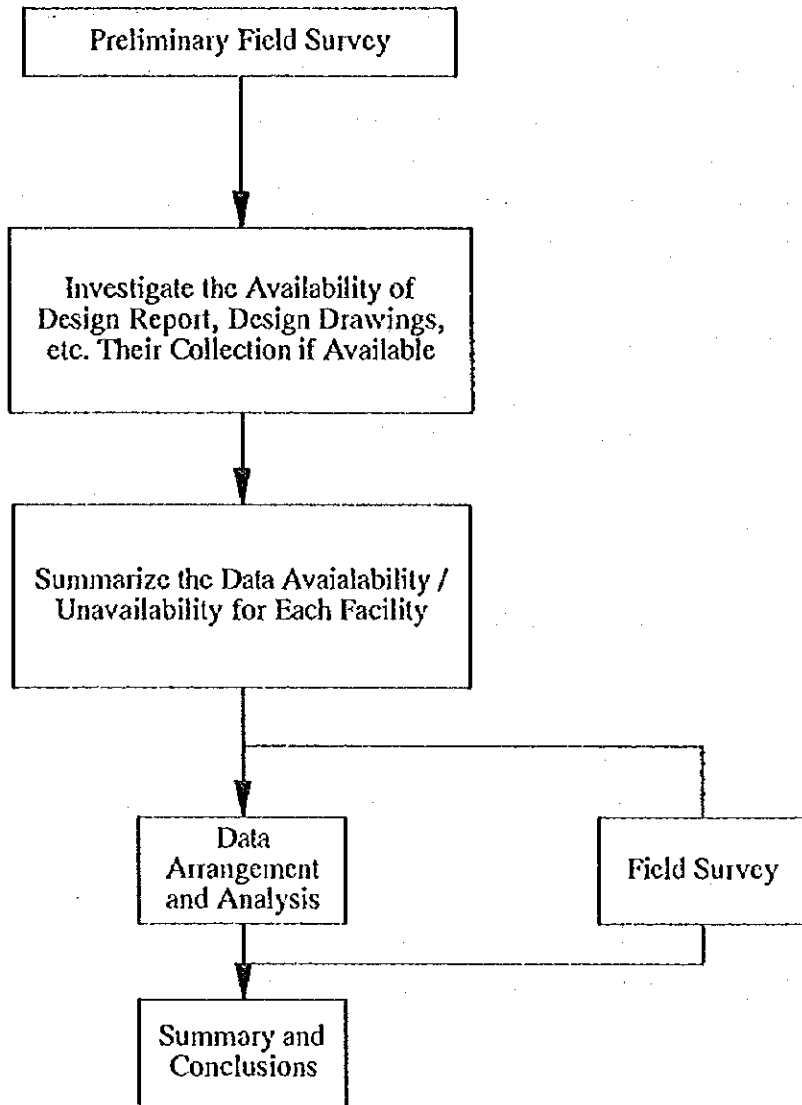 Preliminary Field Survey
Investigate the Availability of
Design Report, Design Drawings,
etc. Their Collection if Available
Summarize the Data Avaialability /
Unavailability for Each Facility
Data
Arrangement
and Analysis
Field Survey
Summary and
Conclusions